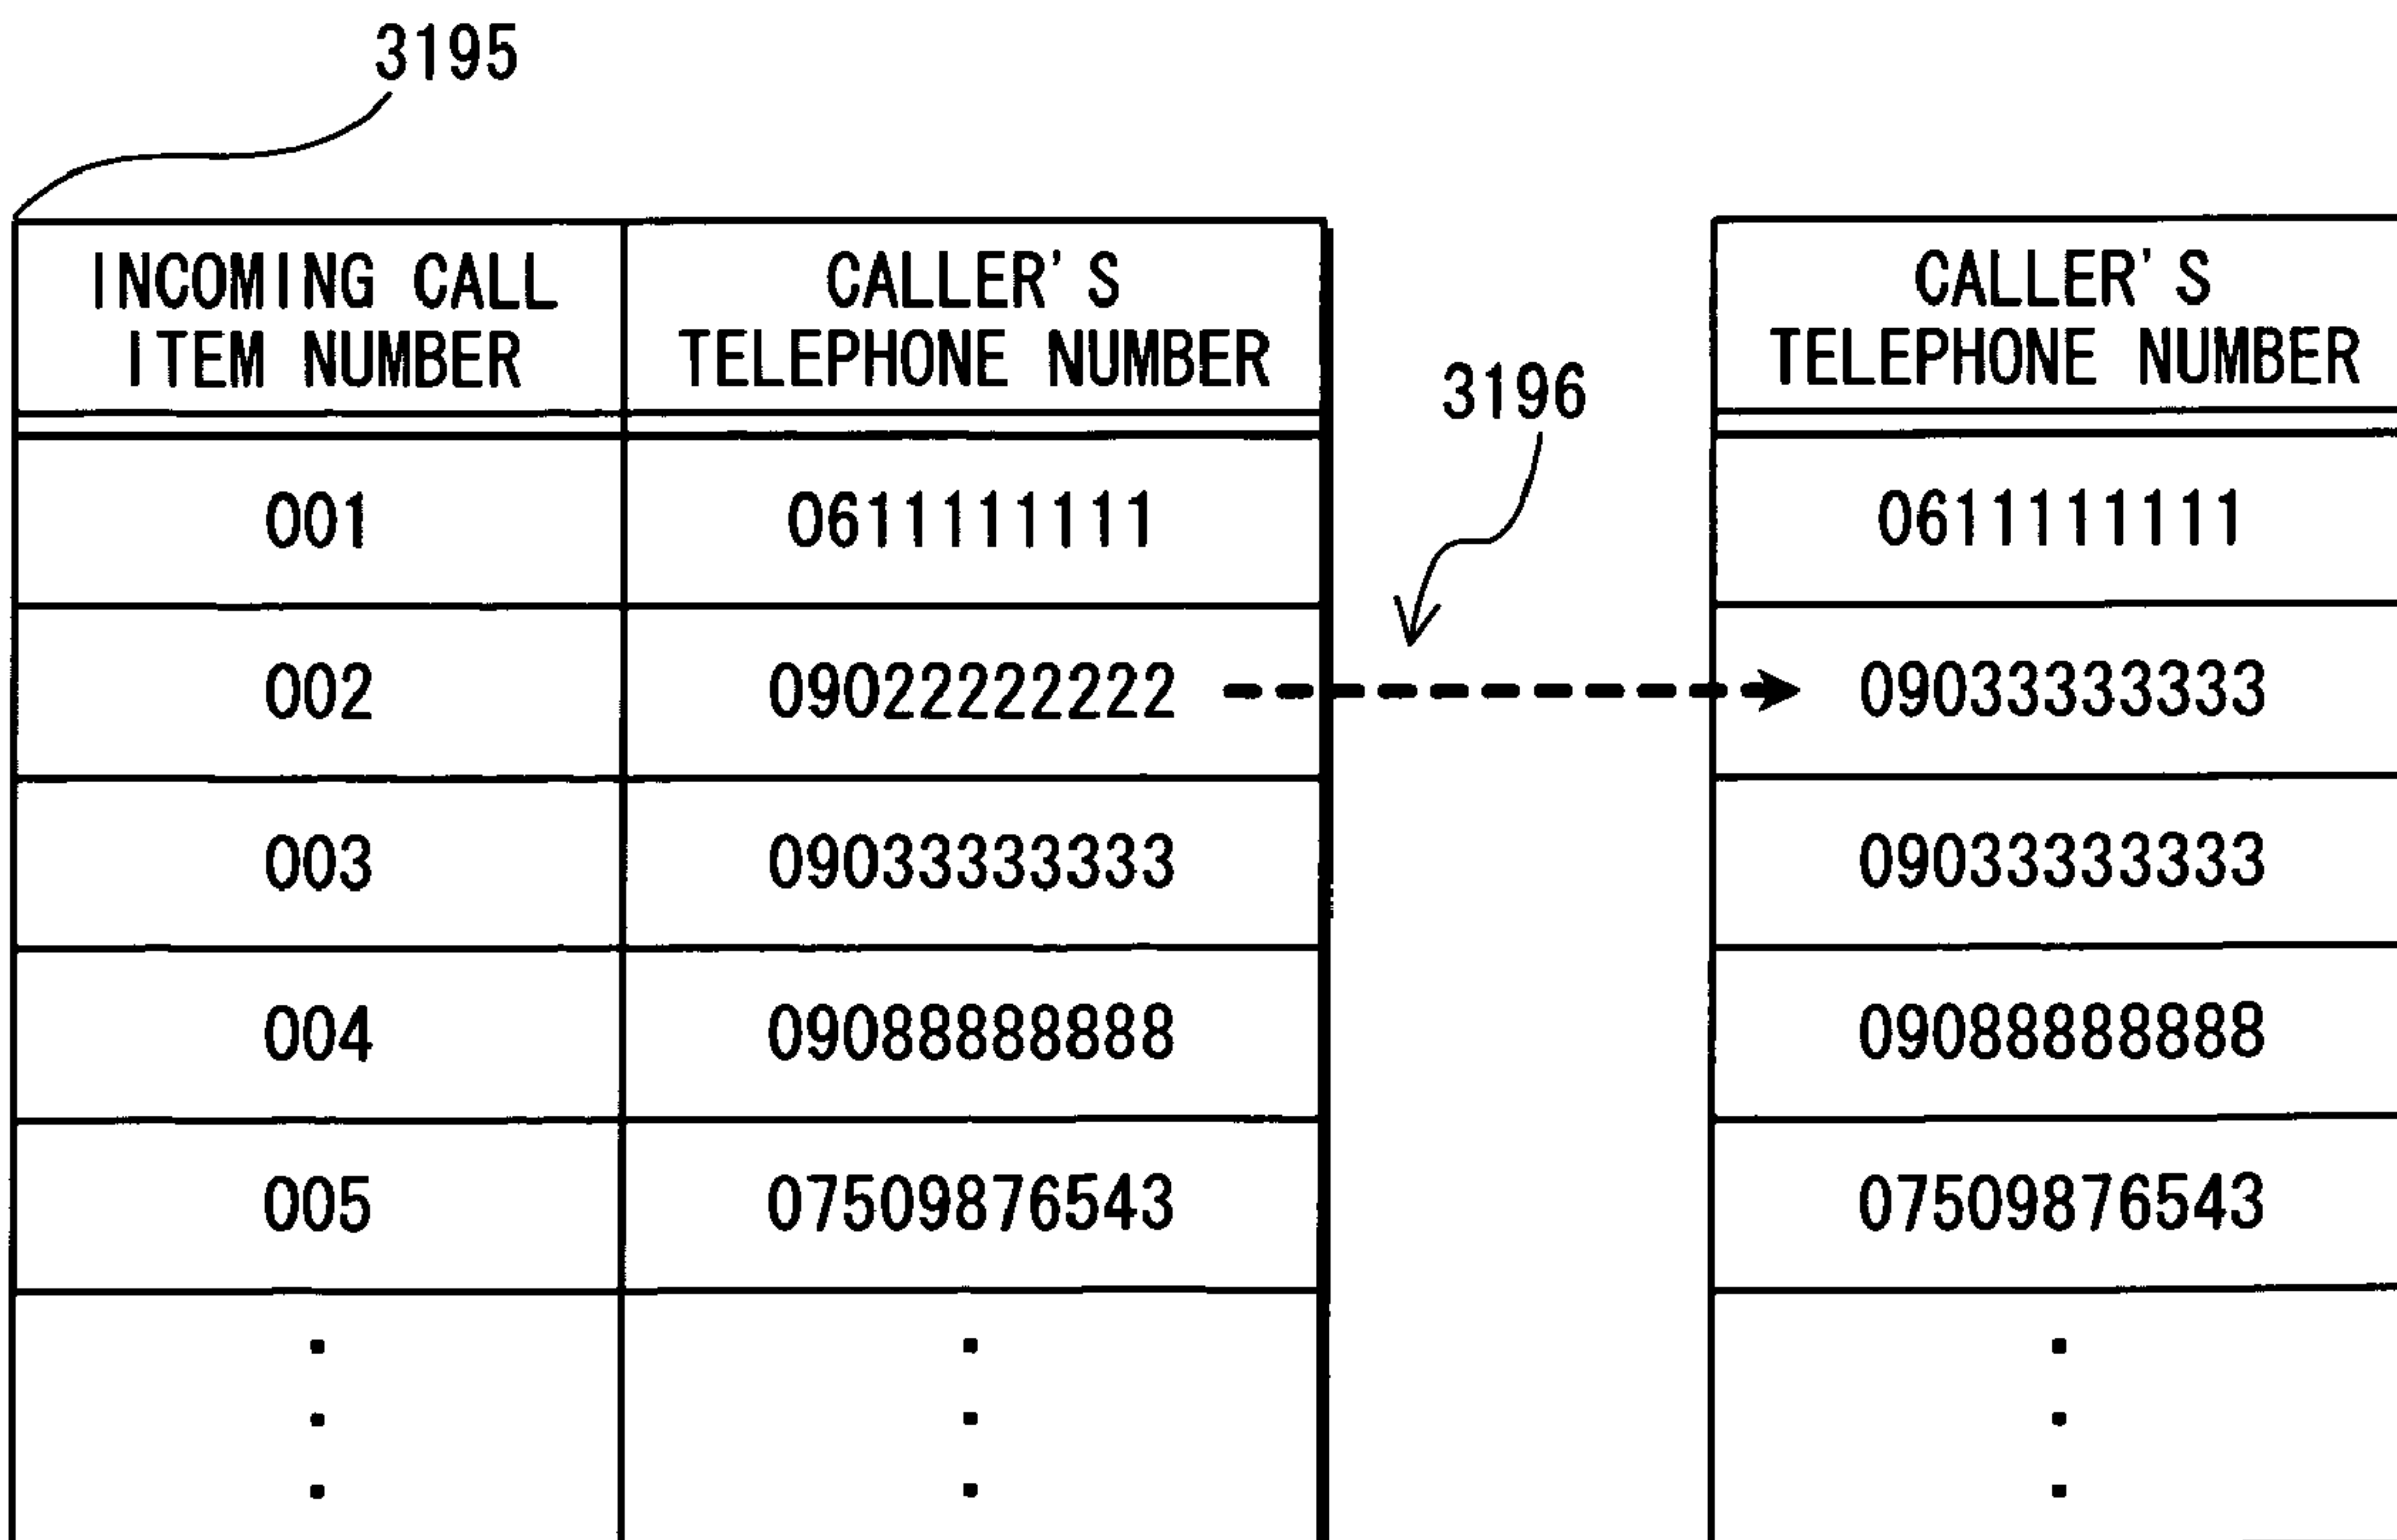 3195
INCOMING CALL
ITEM NUMBER
CALLER'S
TELEPHONE NUMBER
001
0611111111
002
09022222222
003
09033333333
004
09088888888
005
07509876543
3196
CALLER'S
TELEPHONE NUMBER
0611111111
09033333333
09033333333
09088888888
07509876543